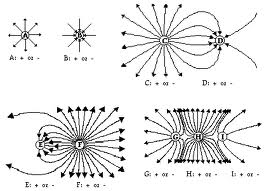 A B C D
A: + or - B: + or -
C: + or - D: + or -
E F G H I
G: + or - H: + or - I: + or -
E: + or - F: + or -